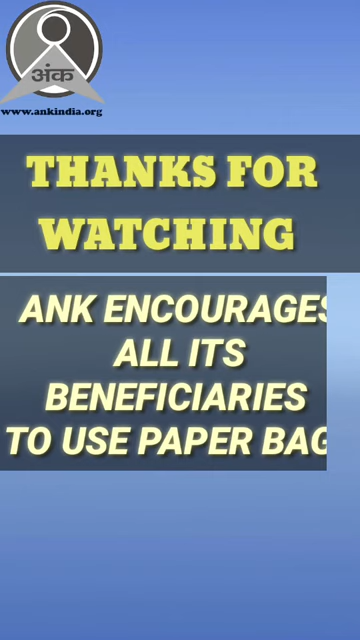 अंक
www.ankindia.org
THANKS FOR
WATCHING
ANK ENCOURAGES
ALL ITS
BENEFICIARIES
TO USE PAPER BAG